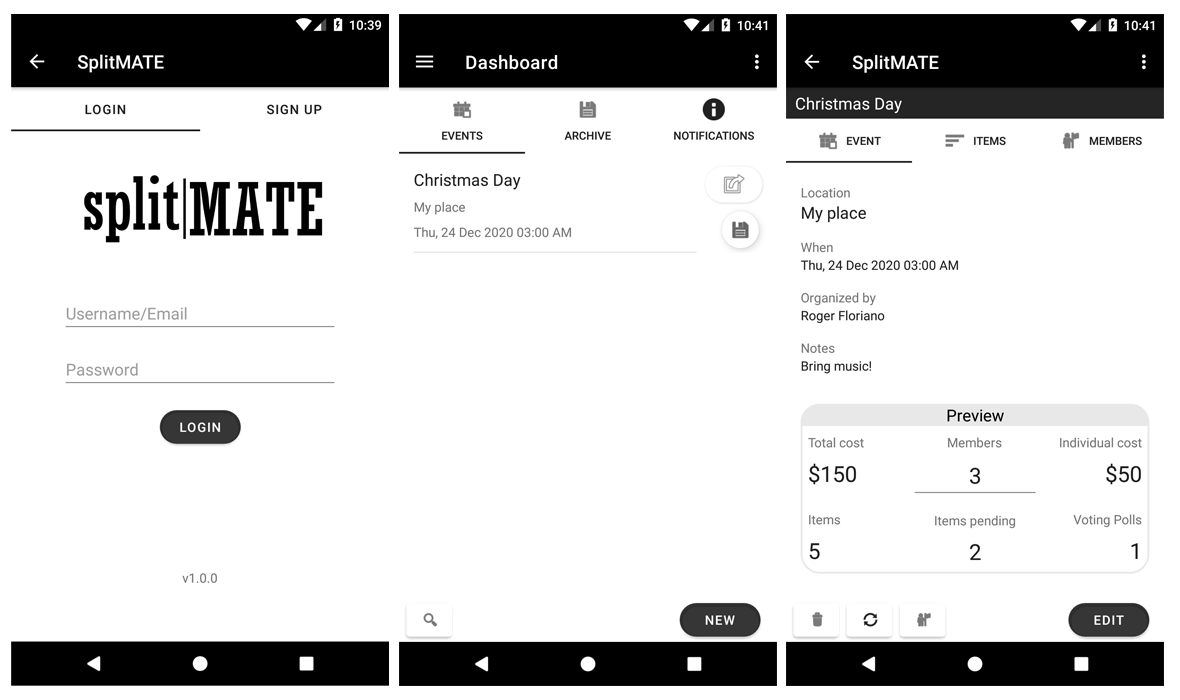 10:39
SplitMATE
LOGIN SIGN UP
split|MATE
Username/Email
Password
LOGIN
v1.0.0
10:41
Dashboard
EVENTS ARCHIVE NOTIFICATIONS
Christmas Day
My place
Thu, 24 Dec 2020 03:00 AM
NEW
10:41
SplitMATE
Christmas Day
EVENT ITEMS MEMBERS
Location
My place
When
Thu, 24 Dec 2020 03:00 AM
Organized by
Roger Floriano
Notes
Bring music!
Preview
Total cost Members Individual cost
$150 3 $50
Items Items pending Voting Polls
5 2 1
EDIT